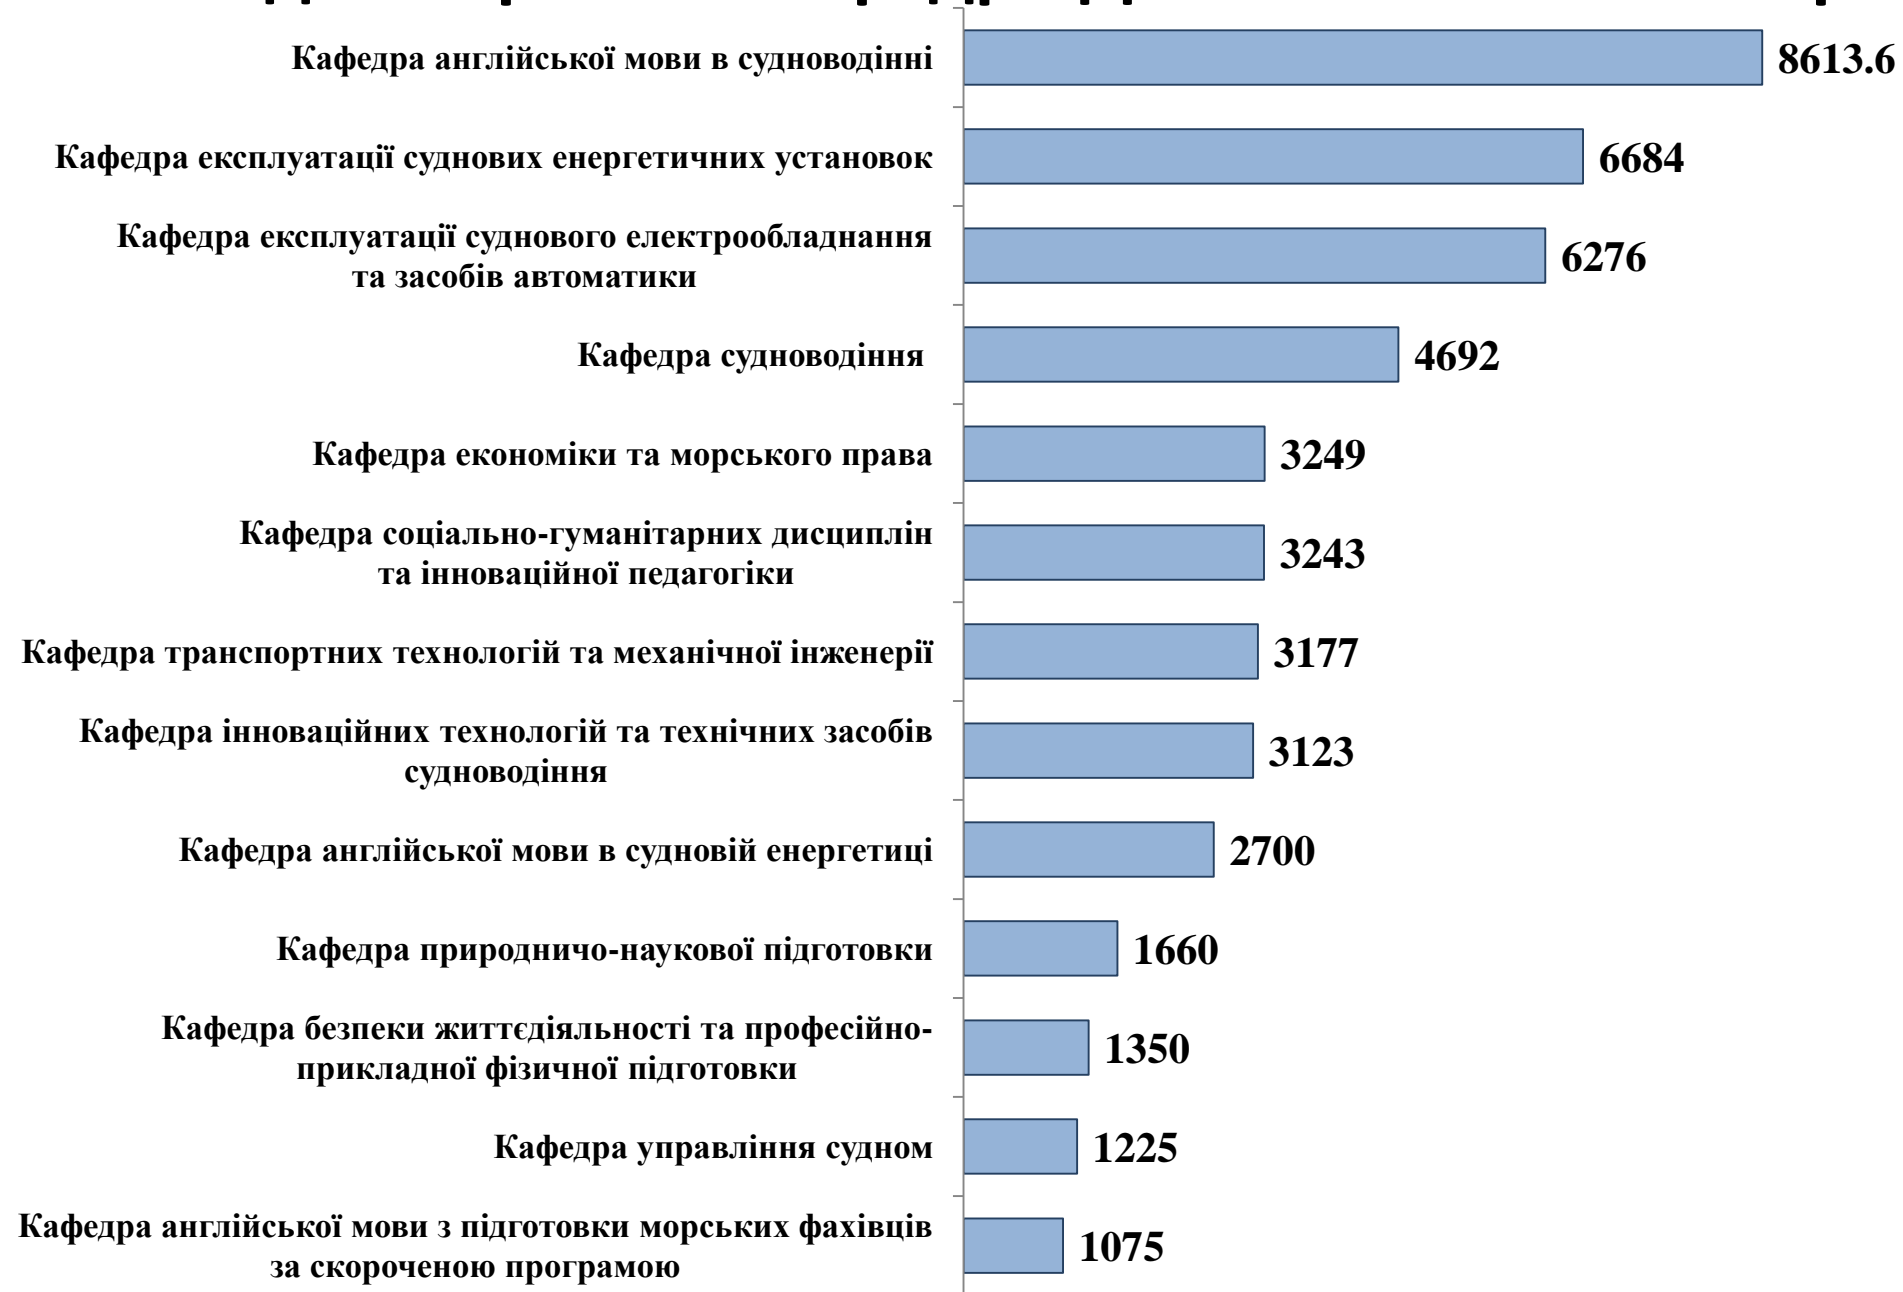 Кафедра англійської мови в судноводінні
8613.6
Кафедра експлуатації суднових енергетичних установок
6684
Кафедра експлуатації суднового електрообладнання
та засобів автоматики
6276
Кафедра судноводіння
4692
Кафедра економіки та морського права
3249
Кафедра соціально-гуманітарних дисциплін
та інноваційної педагогіки
3243
Кафедра транспортних технологій та механічної інженерії
3177
Кафедра інноваційних технологій та технічних засобів
судноводіння
3123
Кафедра англійської мови в судновій енергетиці
2700
Кафедра природничо-наукової підготовки
1660
Кафедра безпеки життєдіяльності та професійно-
прикладної фізичної підготовки
1350
Кафедра управління судном
1225
Кафедра англійської мови з підготовки морських фахівців
за скороченою програмою
1075